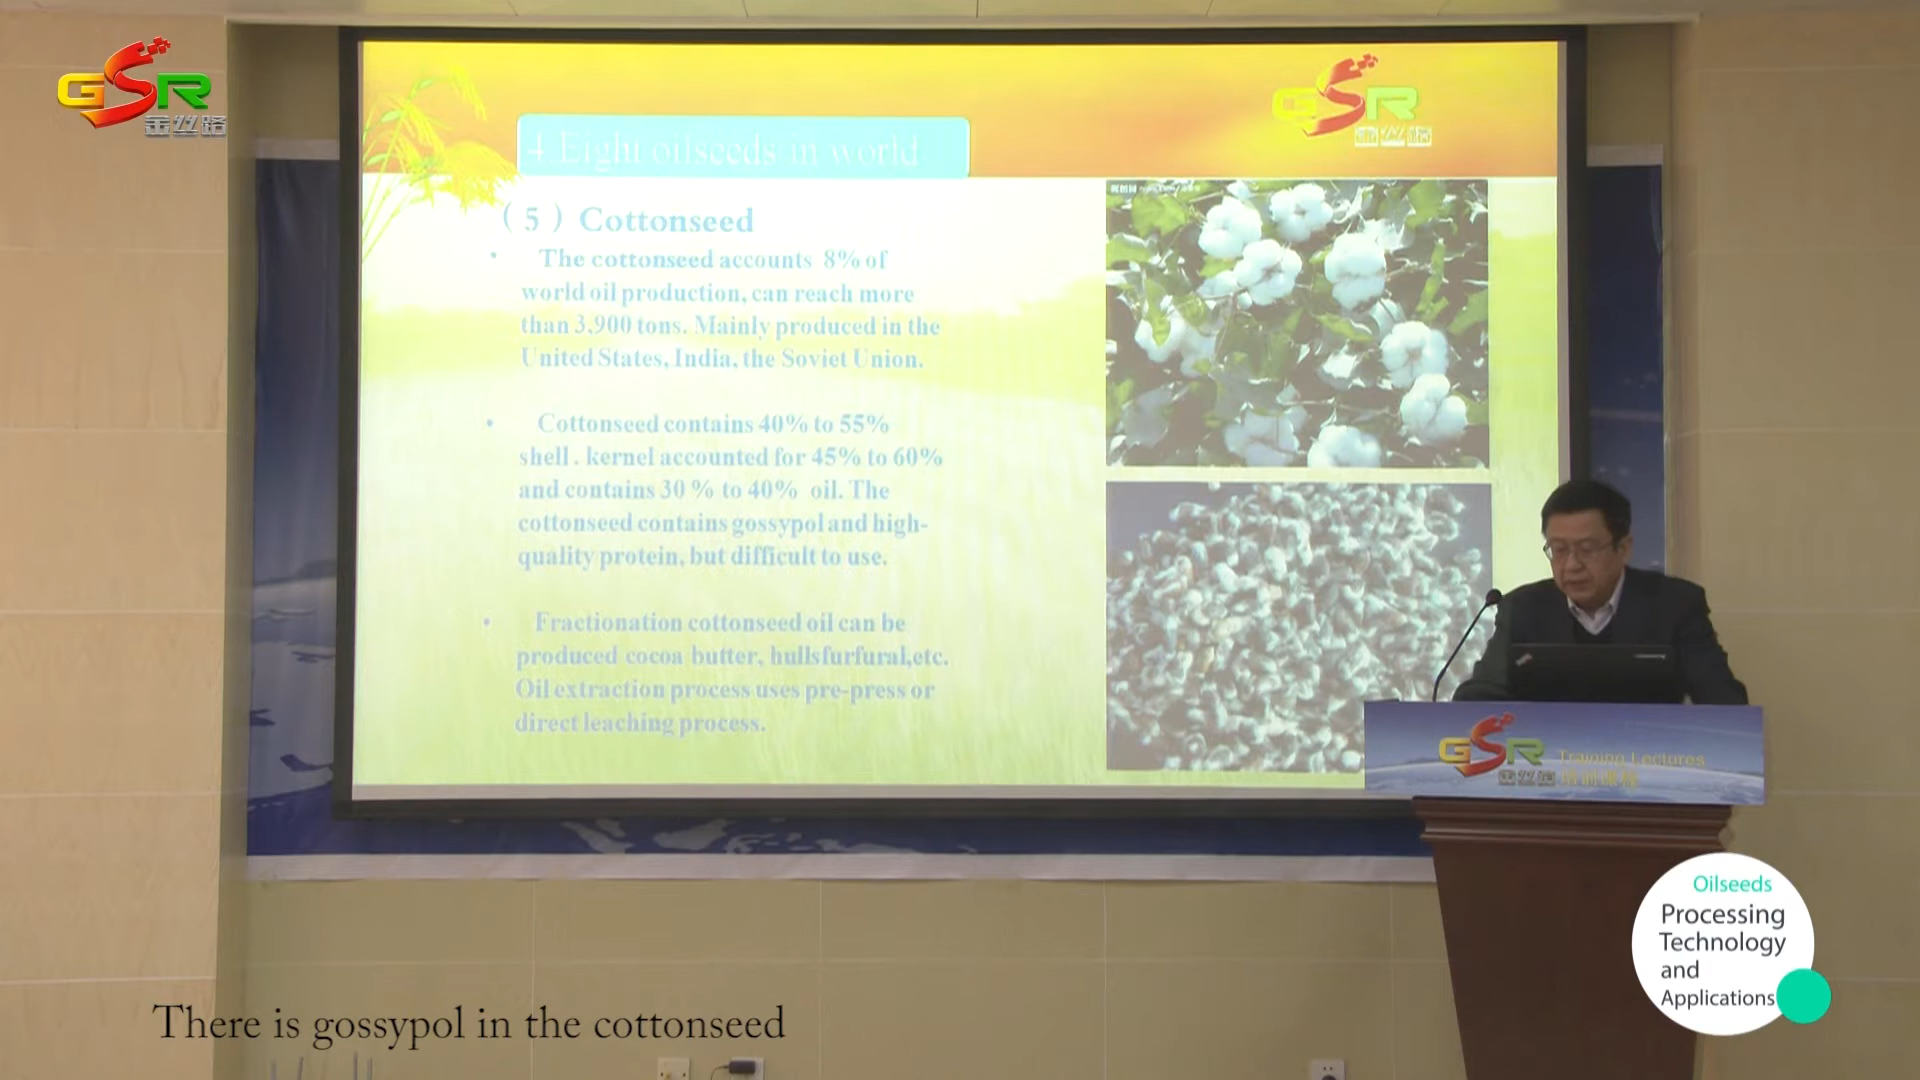 GSR
金丝路
GSR
金丝路
4 Eight oilseeds in world
（5）Cottonseed
• The cottonseed accounts 8% of
world oil production, can reach more
than 3,900 tons. Mainly produced in the
United States, India, the Soviet Union.
• Cottonseed contains 40% to 55%
shell . kernel accounted for 45% to 60%
and contains 30 % to 40% oil. The
cottonseed contains gossypol and high-
quality protein, but difficult to use.
• Fractionation cottonseed oil can be
produced cocoa butter, hullsfurfural,etc.
Oil extraction process uses pre-press or
direct leaching process.
GSR
金丝路
Training Lectures
培训课程
Oilseeds
Processing
Technology
and
Applications
There is gossypol in the cottonseed